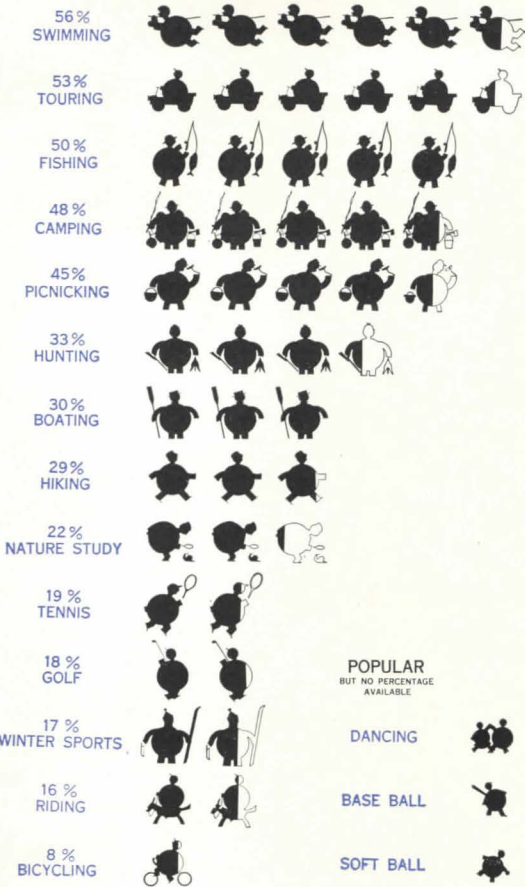 56%
SWIMMING
53%
TOURING
50%
FISHING
48%
CAMPING
45%
PICNICKING
33%
HUNTING
30%
BOATING
29%
HIKING
22%
NATURE STUDY
19%
TENNIS
18%
GOLF
17%
WINTER SPORTS
16%
RIDING
8%
BICYCLING
POPULAR
BUT NO PERCENTAGE
AVAILABLE
DANCING
BASE BALL
SOFT BALL